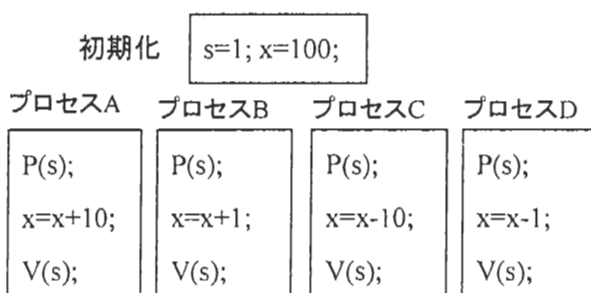 初期化 s=1; x=100;
プロセスA プロセスB プロセスC プロセスD
P(s); P(s); P(s); P(s);
x=x+10; x=x+1; x=x-10; x=x-1;
V(s); V(s); V(s); V(s);